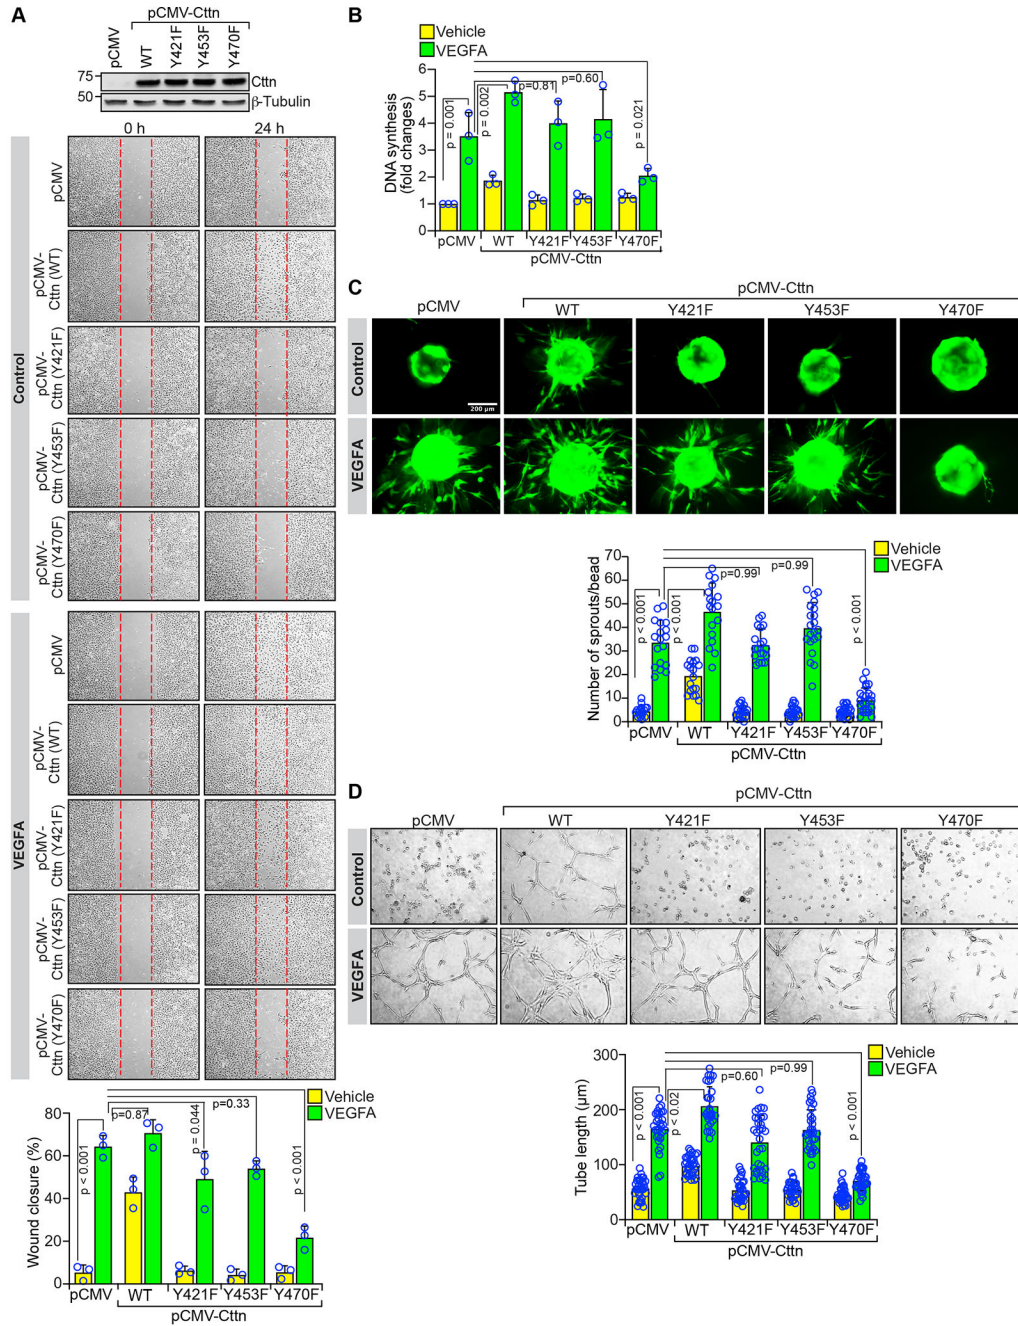 A
pCMV-Cttn
pCMV
WT
Y421F
Y453F
Y470F
75
50
Cttn
β-Tubulin
0 h
24 h
Control
pCMV
pCMV-
Cttn (WT)
pCMV-
Cttn (Y421F)
pCMV-
Cttn (Y453F)
pCMV-
Cttn (Y470F)
VEGFA
pCMV
pCMV-
Cttn (WT)
pCMV-
Cttn (Y421F)
pCMV-
Cttn (Y453F)
pCMV-
Cttn (Y470F)
Vehicle
VEGFA
Wound closure (%)
80
60
40
20
0
p < 0.001
p=0.87
p = 0.044
p=0.33
p < 0.001
pCMV
WT
Y421F
Y453F
Y470F
pCMV-Cttn
B
Vehicle
VEGFA
DNA synthesis
(fold changes)
6
5
4
3
2
1
0
p = 0.001
p = 0.002
p=0.81
p=0.60
p = 0.021
pCMV
WT
Y421F
Y453F
Y470F
pCMV-Cttn
C
pCMV-Cttn
pCMV
WT
Y421F
Y453F
Y470F
Control
200 µm
VEGFA
Vehicle
VEGFA
Number of sprouts/bead
70
60
50
40
30
20
10
0
p < 0.001
p < 0.001
p=0.99
p=0.99
p < 0.001
pCMV
WT
Y421F
Y453F
Y470F
pCMV-Cttn
D
pCMV-Cttn
pCMV
WT
Y421F
Y453F
Y470F
Control
VEGFA
Vehicle
VEGFA
Tube length (µm)
300
200
100
0
p < 0.001
p < 0.02
p=0.60
p=0.99
p < 0.001
pCMV
WT
Y421F
Y453F
Y470F
pCMV-Cttn